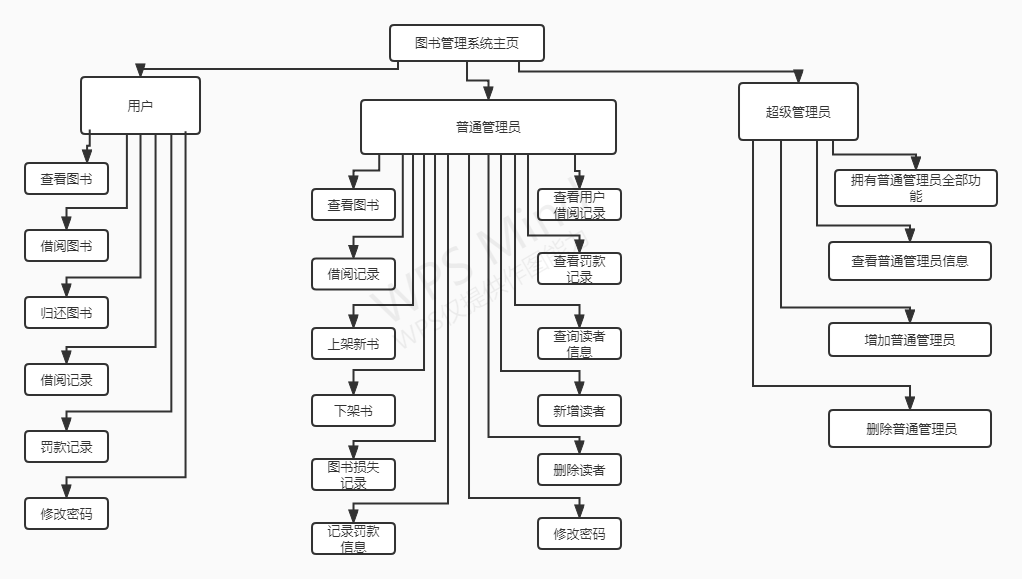 图书管理系统主页
用户
查看图书
借阅图书
归还图书
借阅记录
罚款记录
修改密码
普通管理员
查看图书
借阅记录
上架新书
下架书
图书损失
记录
记录罚款
信息
查看用户
借阅记录
查看罚款
记录
查询读者
信息
新增读者
删除读者
修改密码
超级管理员
拥有普通管理员全部功
能
查看普通管理员信息
增加普通管理员
删除普通管理员